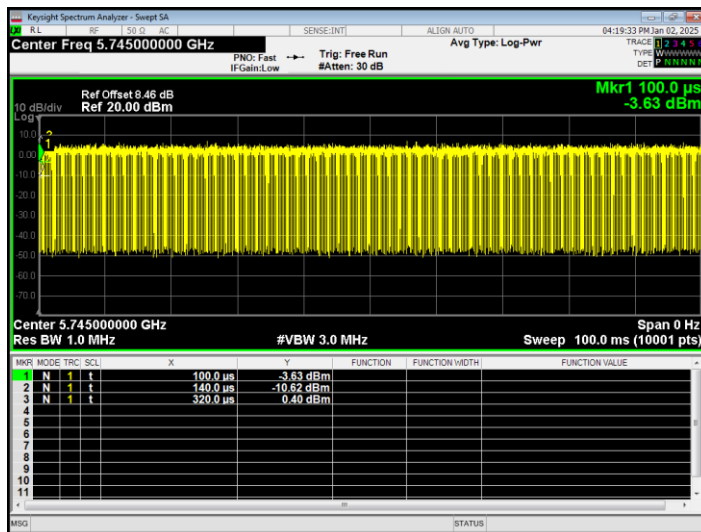 Keysight Spectrum Analyzer - Swept SA
RL RF 50 Ω AC SENSE:INT ALIGN AUTO 04:19:33 PM Jan 02, 2025
Center Freq 5.745000000 GHz Avg Type: Log-Pwr TRACE 1 2 3 4 5 6
PNO: Fast Trig: Free Run TYPE WWWWWW
IFGain:Low #Atten: 30 dB DET P N N N N N
Mkr1 100.0 µs
Ref Offset 8.46 dB
10 dB/div Ref 20.00 dBm -3.63 dBm
Log
10.0
0.00
-10.0
-20.0
-30.0
-40.0
-50.0
-60.0
-70.0
Center 5.745000000 GHz Span 0 Hz
Res BW 1.0 MHz #VBW 3.0 MHz Sweep 100.0 ms (10001 pts)
MKR MODE TRC SCL X Y FUNCTION FUNCTION WIDTH FUNCTION VALUE
1 N 1 t 100.0 µs -3.63 dBm
2 N 1 t 140.0 µs -10.62 dBm
3 N 1 t 320.0 µs 0.40 dBm
4
5
6
7
8
9
10
11
MSG STATUS